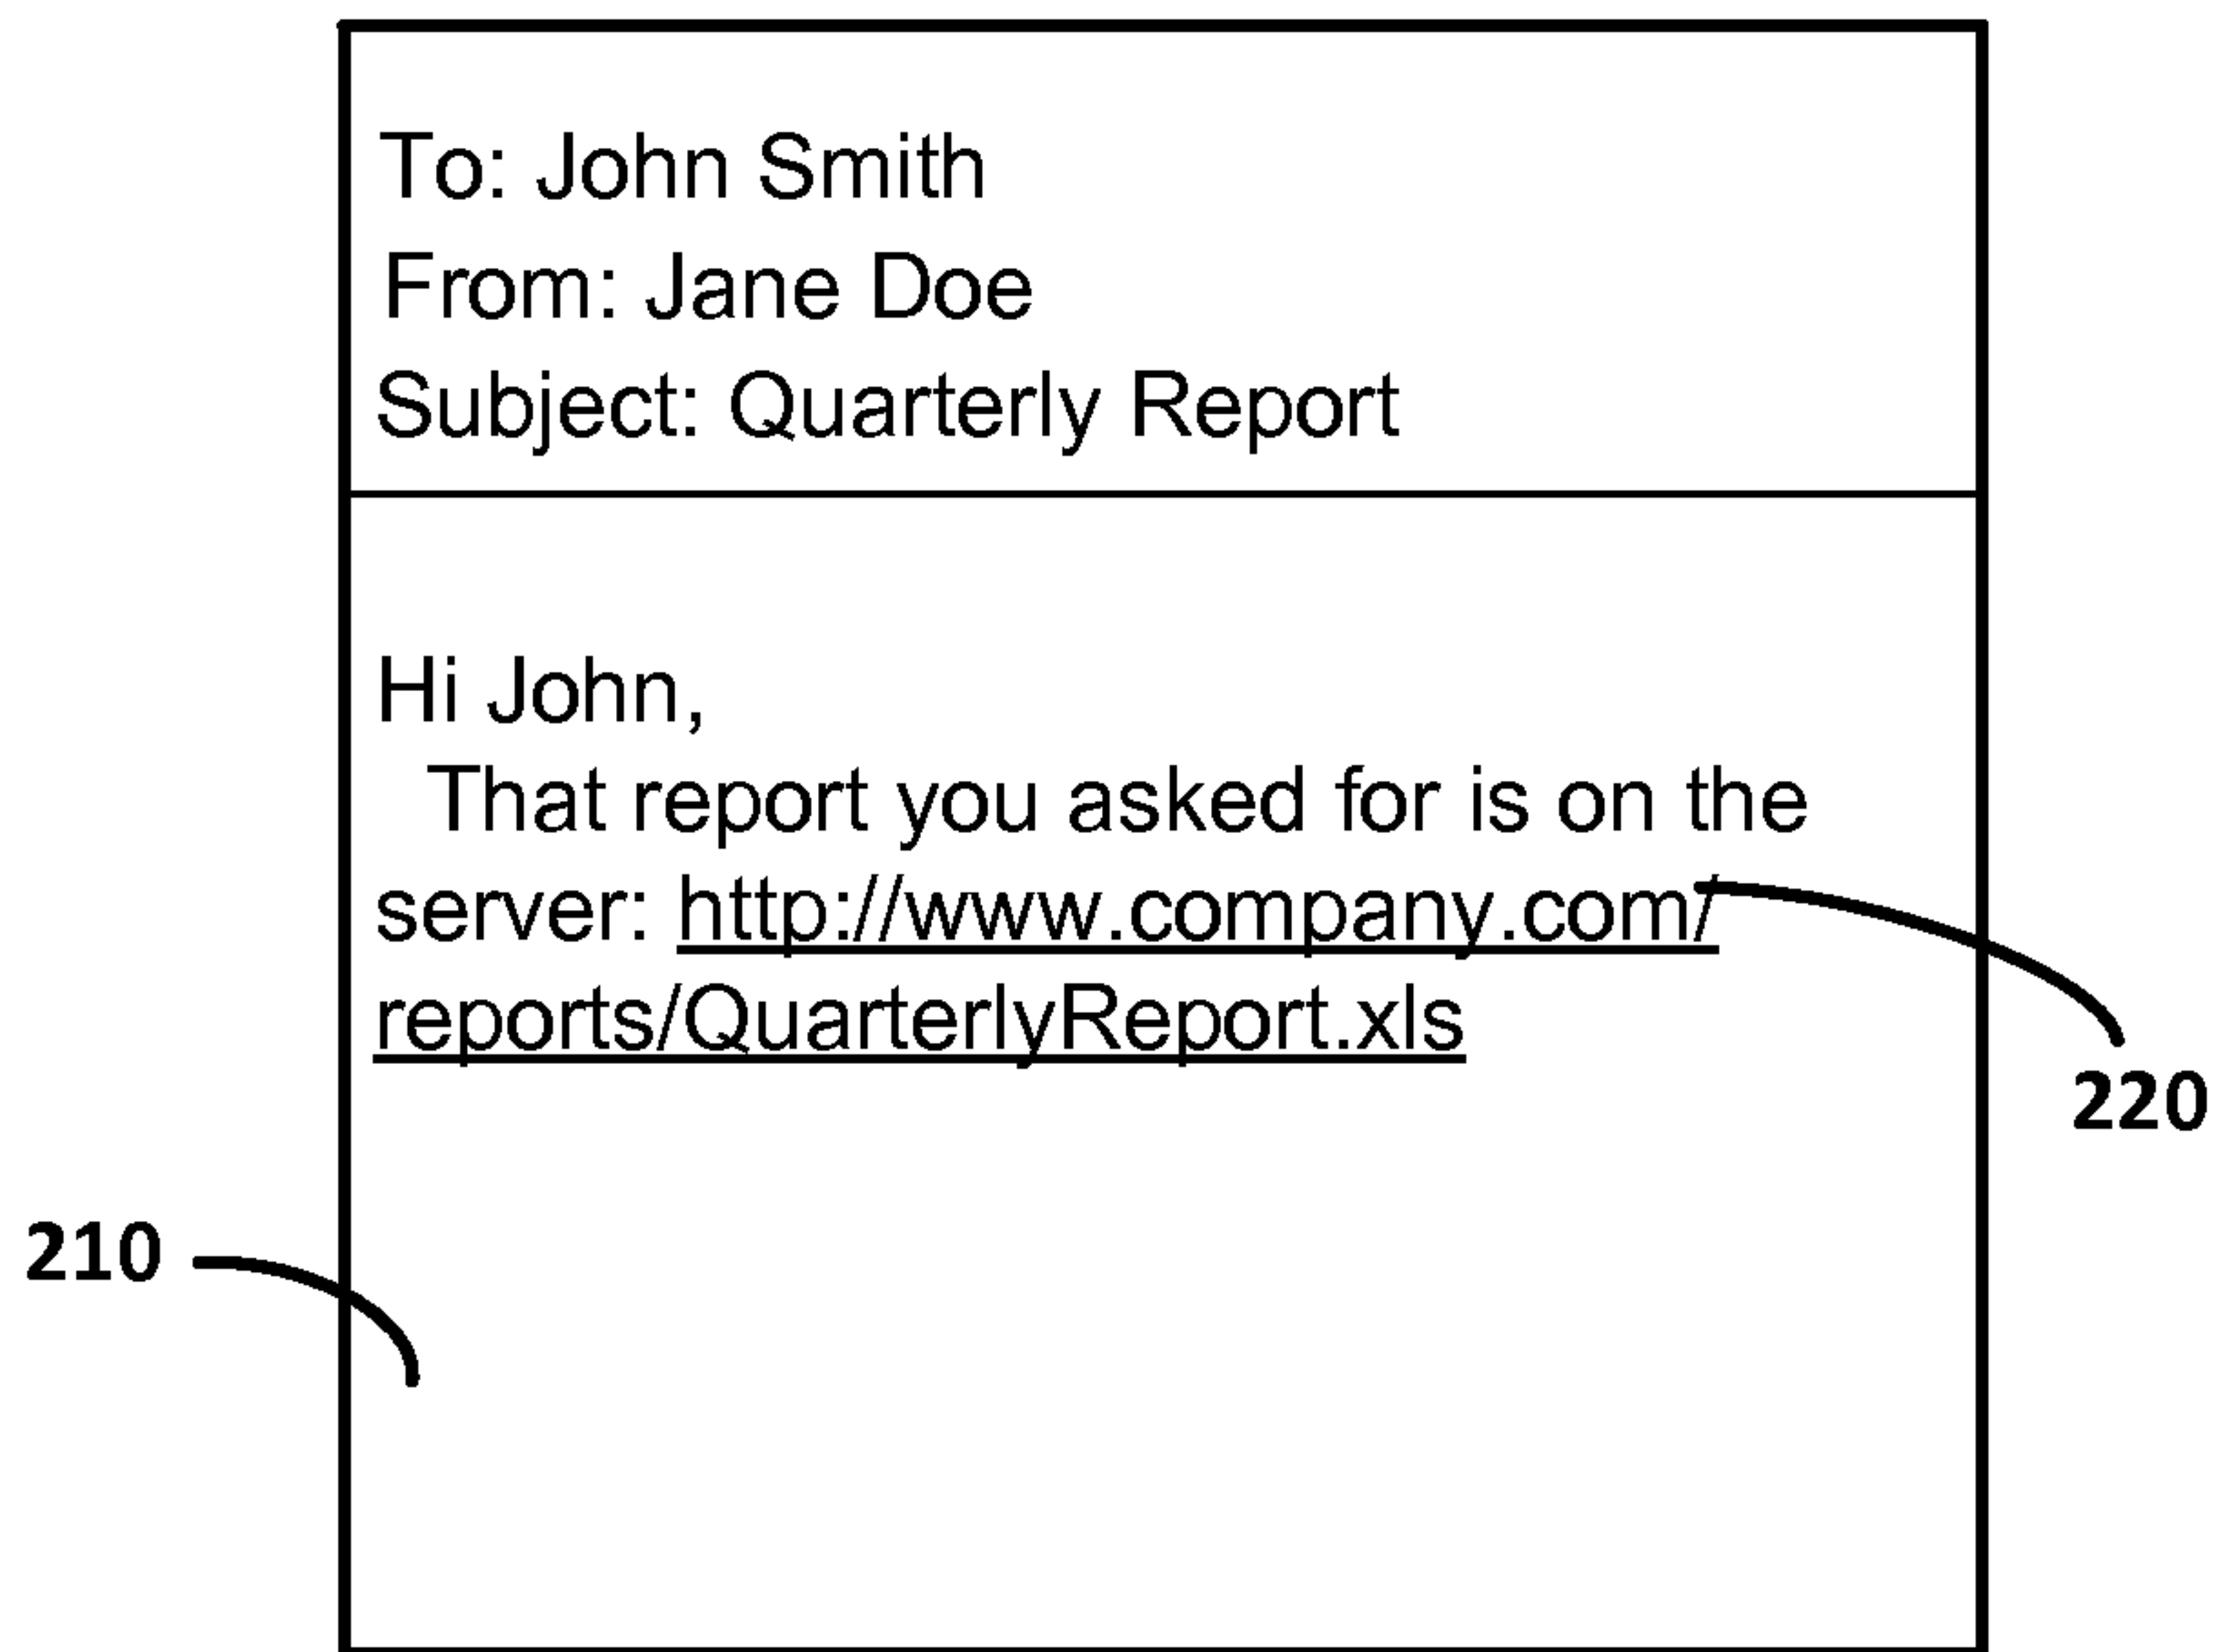 To: John Smith
From: Jane Doe
Subject: Quarterly Report
Hi John,
That report you asked for is on the
server: http://www.company.com/
reports/QuarterlyReport.xls
220
210